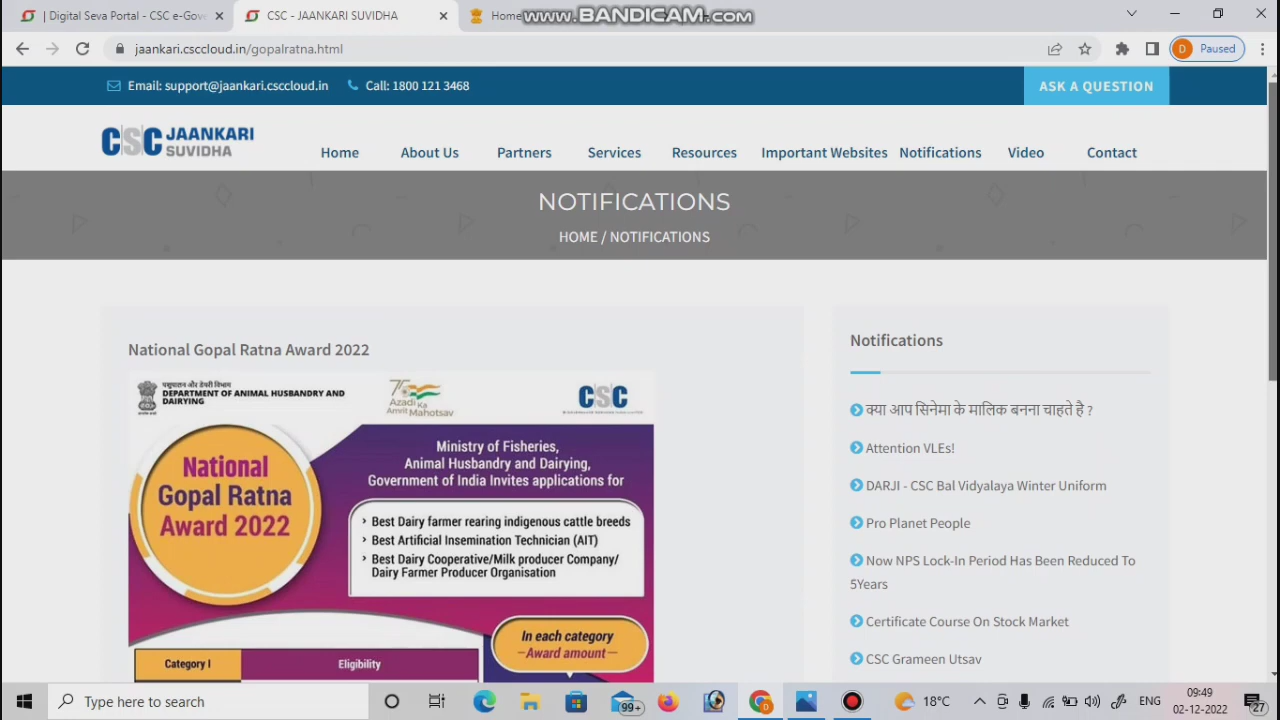 | Digital Seva Portal - CSC e-Gov
CSC - JAANKARI SUVIDHA
Home
WWW.BANDICAM.COM
jaankari.csccloud.in/gopalratna.html
D Paused
Email: support@jaankari.csccloud.in
Call: 1800 121 3468
ASK A QUESTION
CSC JAANKARI SUVIDHA
Home About Us Partners Services Resources Important Websites Notifications Video Contact
NOTIFICATIONS
HOME / NOTIFICATIONS
National Gopal Ratna Award 2022
पशुपालन और डेयरी विभाग
DEPARTMENT OF ANIMAL HUSBANDRY AND
DAIRYING
75
Azadi Ka
Amrit Mahotsav
CSC
National
Gopal Ratna
Award 2022
Ministry of Fisheries,
Animal Husbandry and Dairying,
Government of India Invites applications for
Best Dairy farmer rearing indigenous cattle breeds
Best Artificial Insemination Technician (AIT)
Best Dairy Cooperative/Milk producer Company/
Dairy Farmer Producer Organisation
In each category
—Award amount—
Category I
Eligibility
Notifications
क्या आप सिनेमा के मालिक बनना चाहते है ?
Attention VLEs!
DARJI - CSC Bal Vidyalaya Winter Uniform
Pro Planet People
Now NPS Lock-In Period Has Been Reduced To
5Years
Certificate Course On Stock Market
CSC Grameen Utsav
Type here to search
99+
D
18°C
ENG
09:49
02-12-2022
27